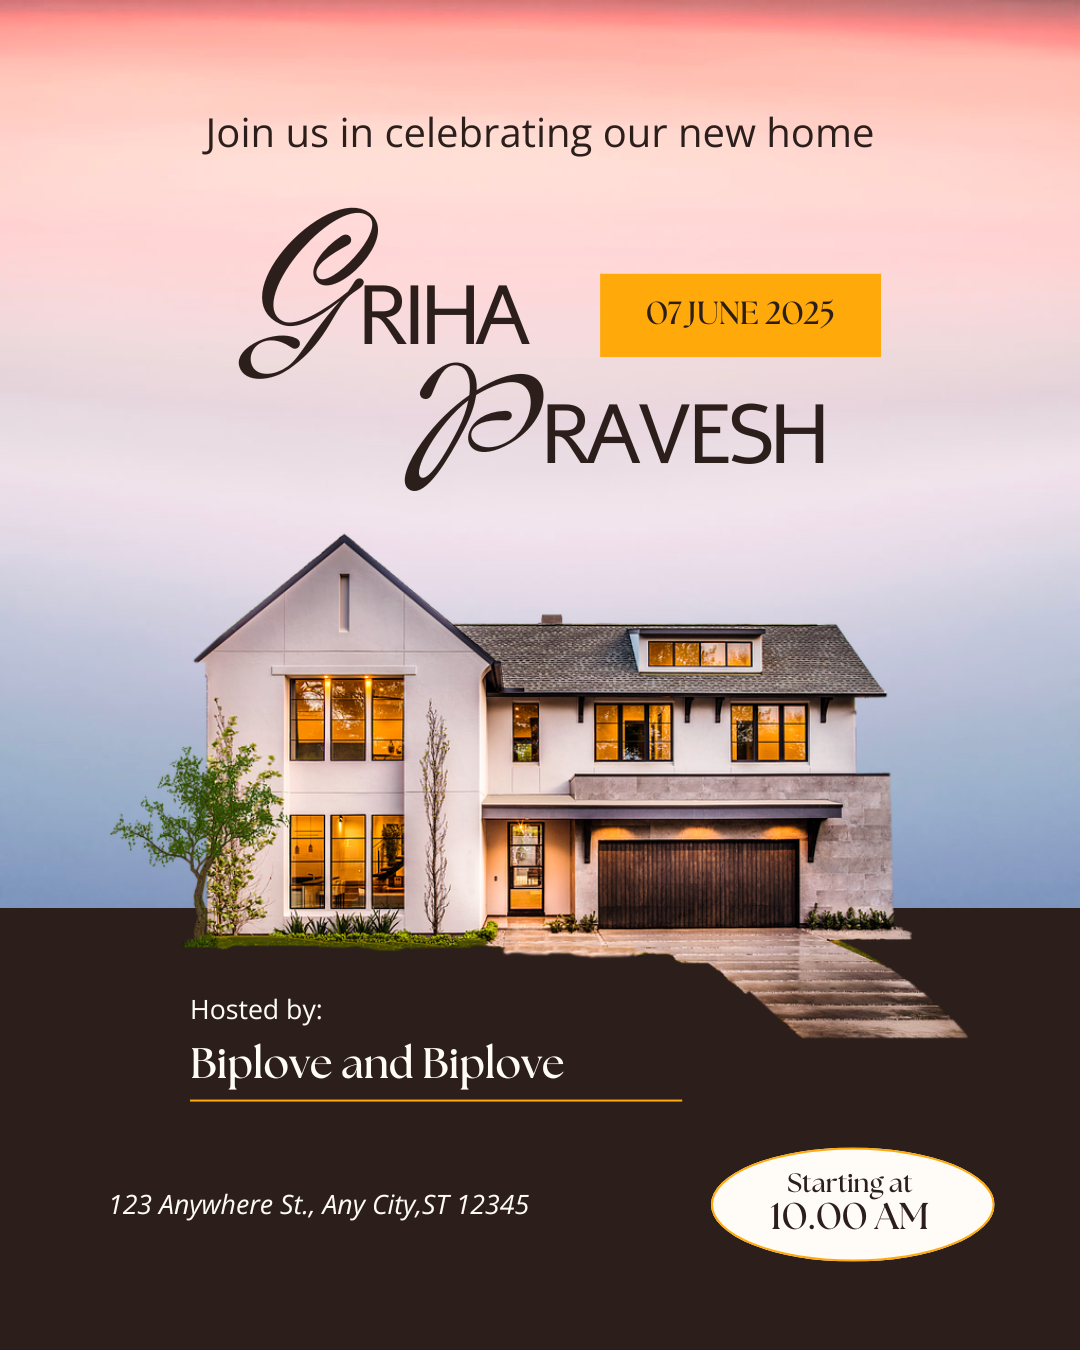 Join us in celebrating our new home
GRIHA
07 JUNE 2025
PRAVESH
Hosted by:
Biplove and Biplove
123 Anywhere St., Any City,ST 12345
Starting at
10.00 AM